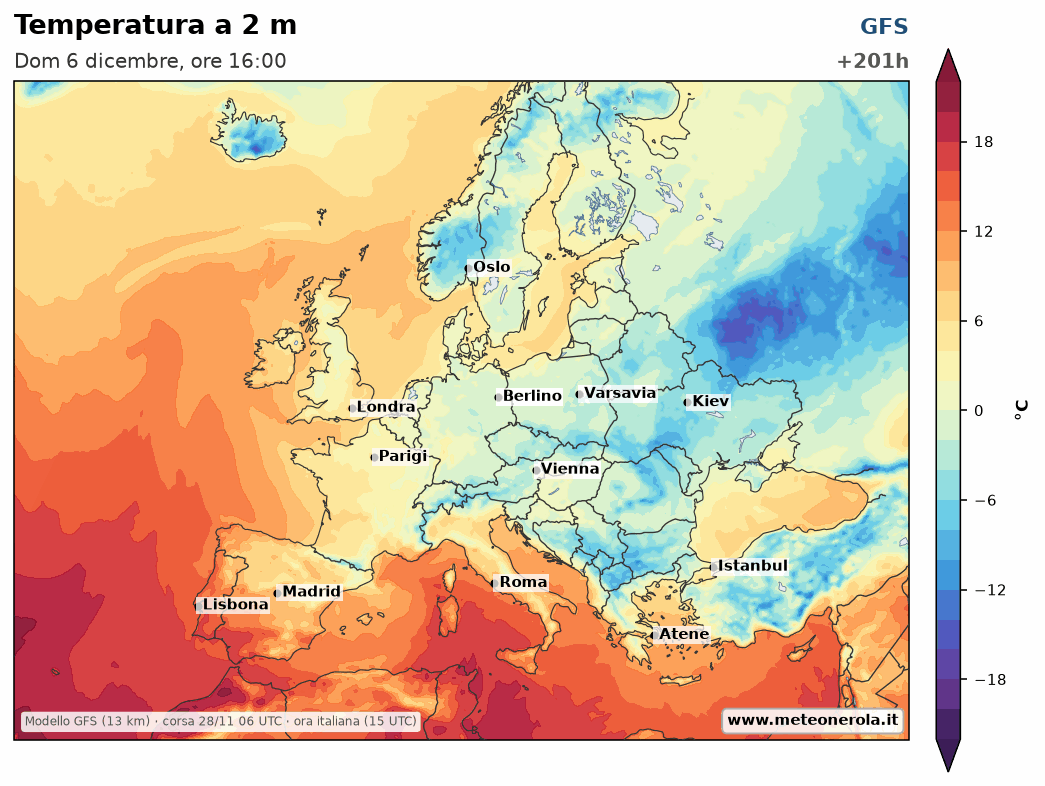 Temperatura a 2 m
GFS
Dom 6 dicembre, ore 16:00
+201h
Oslo
Londra
Berlino
Varsavia
Kiev
Parigi
Vienna
Istanbul
Roma
Madrid
Lisbona
Atene
Modello GFS (13 km) · corsa 28/11 06 UTC · ora italiana (15 UTC)
www.meteonerola.it
18
12
6
0
−6
−12
−18
°C